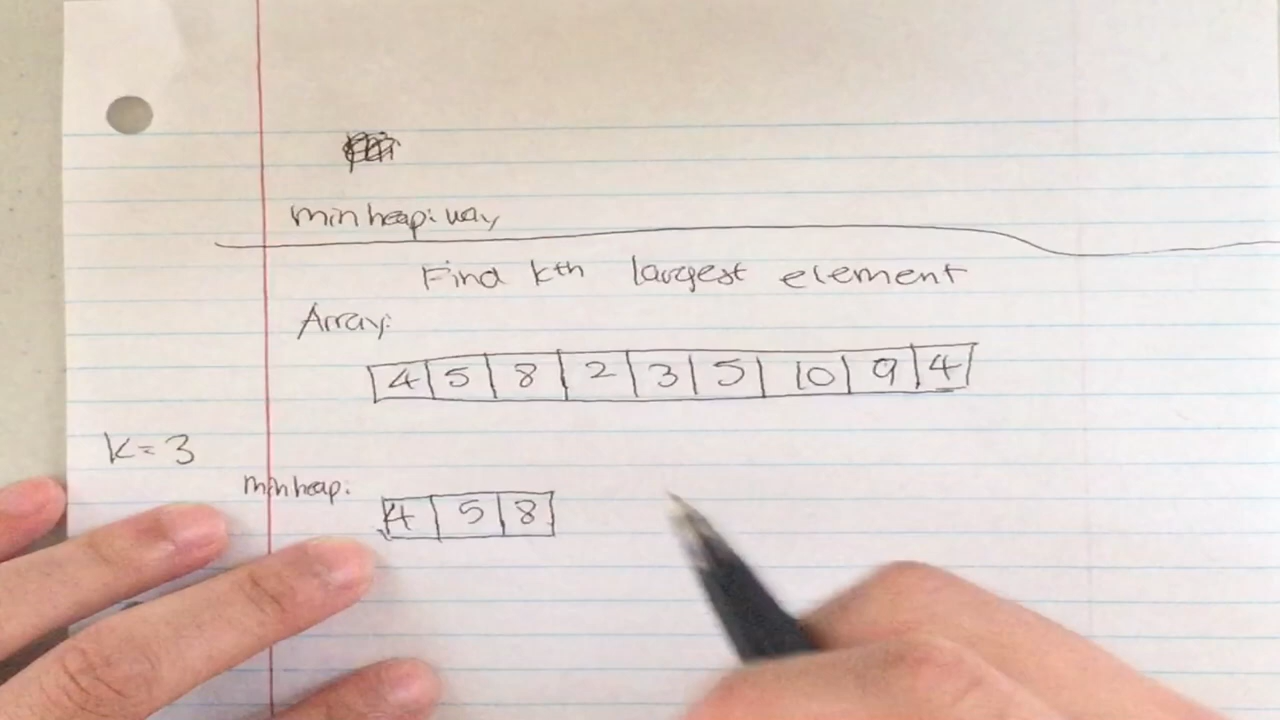 min heap: way
Find kth largest element
Array:
4 5 8 2 3 5 10 9 4
K = 3
min heap:
4 5 8